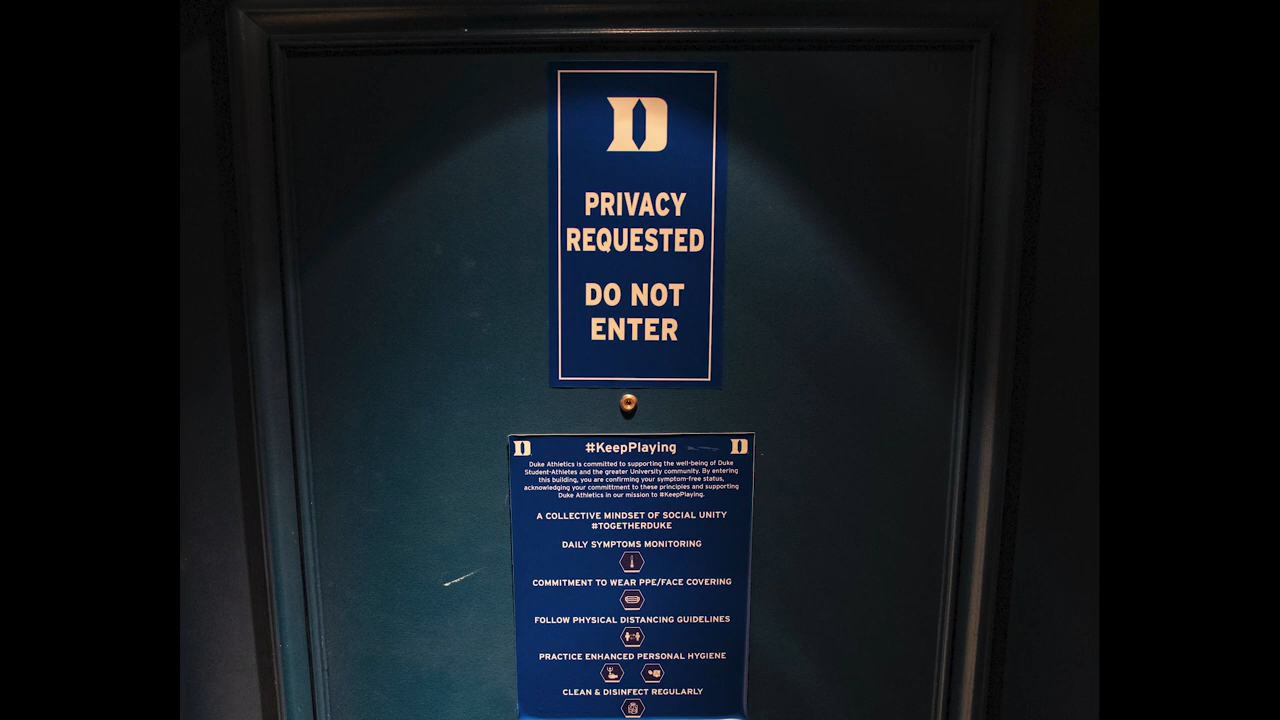 D
PRIVACY
REQUESTED
DO NOT
ENTER
D #KeepPlaying D
Duke Athletics is committed to supporting the well-being of Duke
Student-Athletes and the greater University community. By entering
this building, you are confirming your symptom-free status,
acknowledging your committment to these principles and supporting
Duke Athletics in our mission to #KeepPlaying.
A COLLECTIVE MINDSET OF SOCIAL UNITY
#TOGETHERDUKE
DAILY SYMPTOMS MONITORING
COMMITMENT TO WEAR PPE/FACE COVERING
FOLLOW PHYSICAL DISTANCING GUIDELINES
PRACTICE ENHANCED PERSONAL HYGIENE
CLEAN & DISINFECT REGULARLY